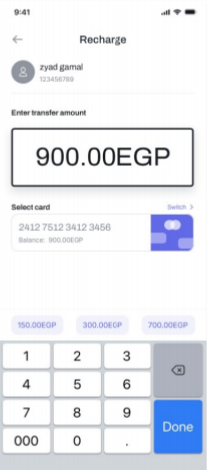 9:41
Recharge
zyad gamal
123456789
Enter transfer amount
900.00EGP
Select card
Switch >
2412 7512 3412 3456
Balance: 900.00EGP
150.00EGP 300.00EGP 700.00EGP
1 2 3
4 5 6
7 8 9
Done
000 0 .